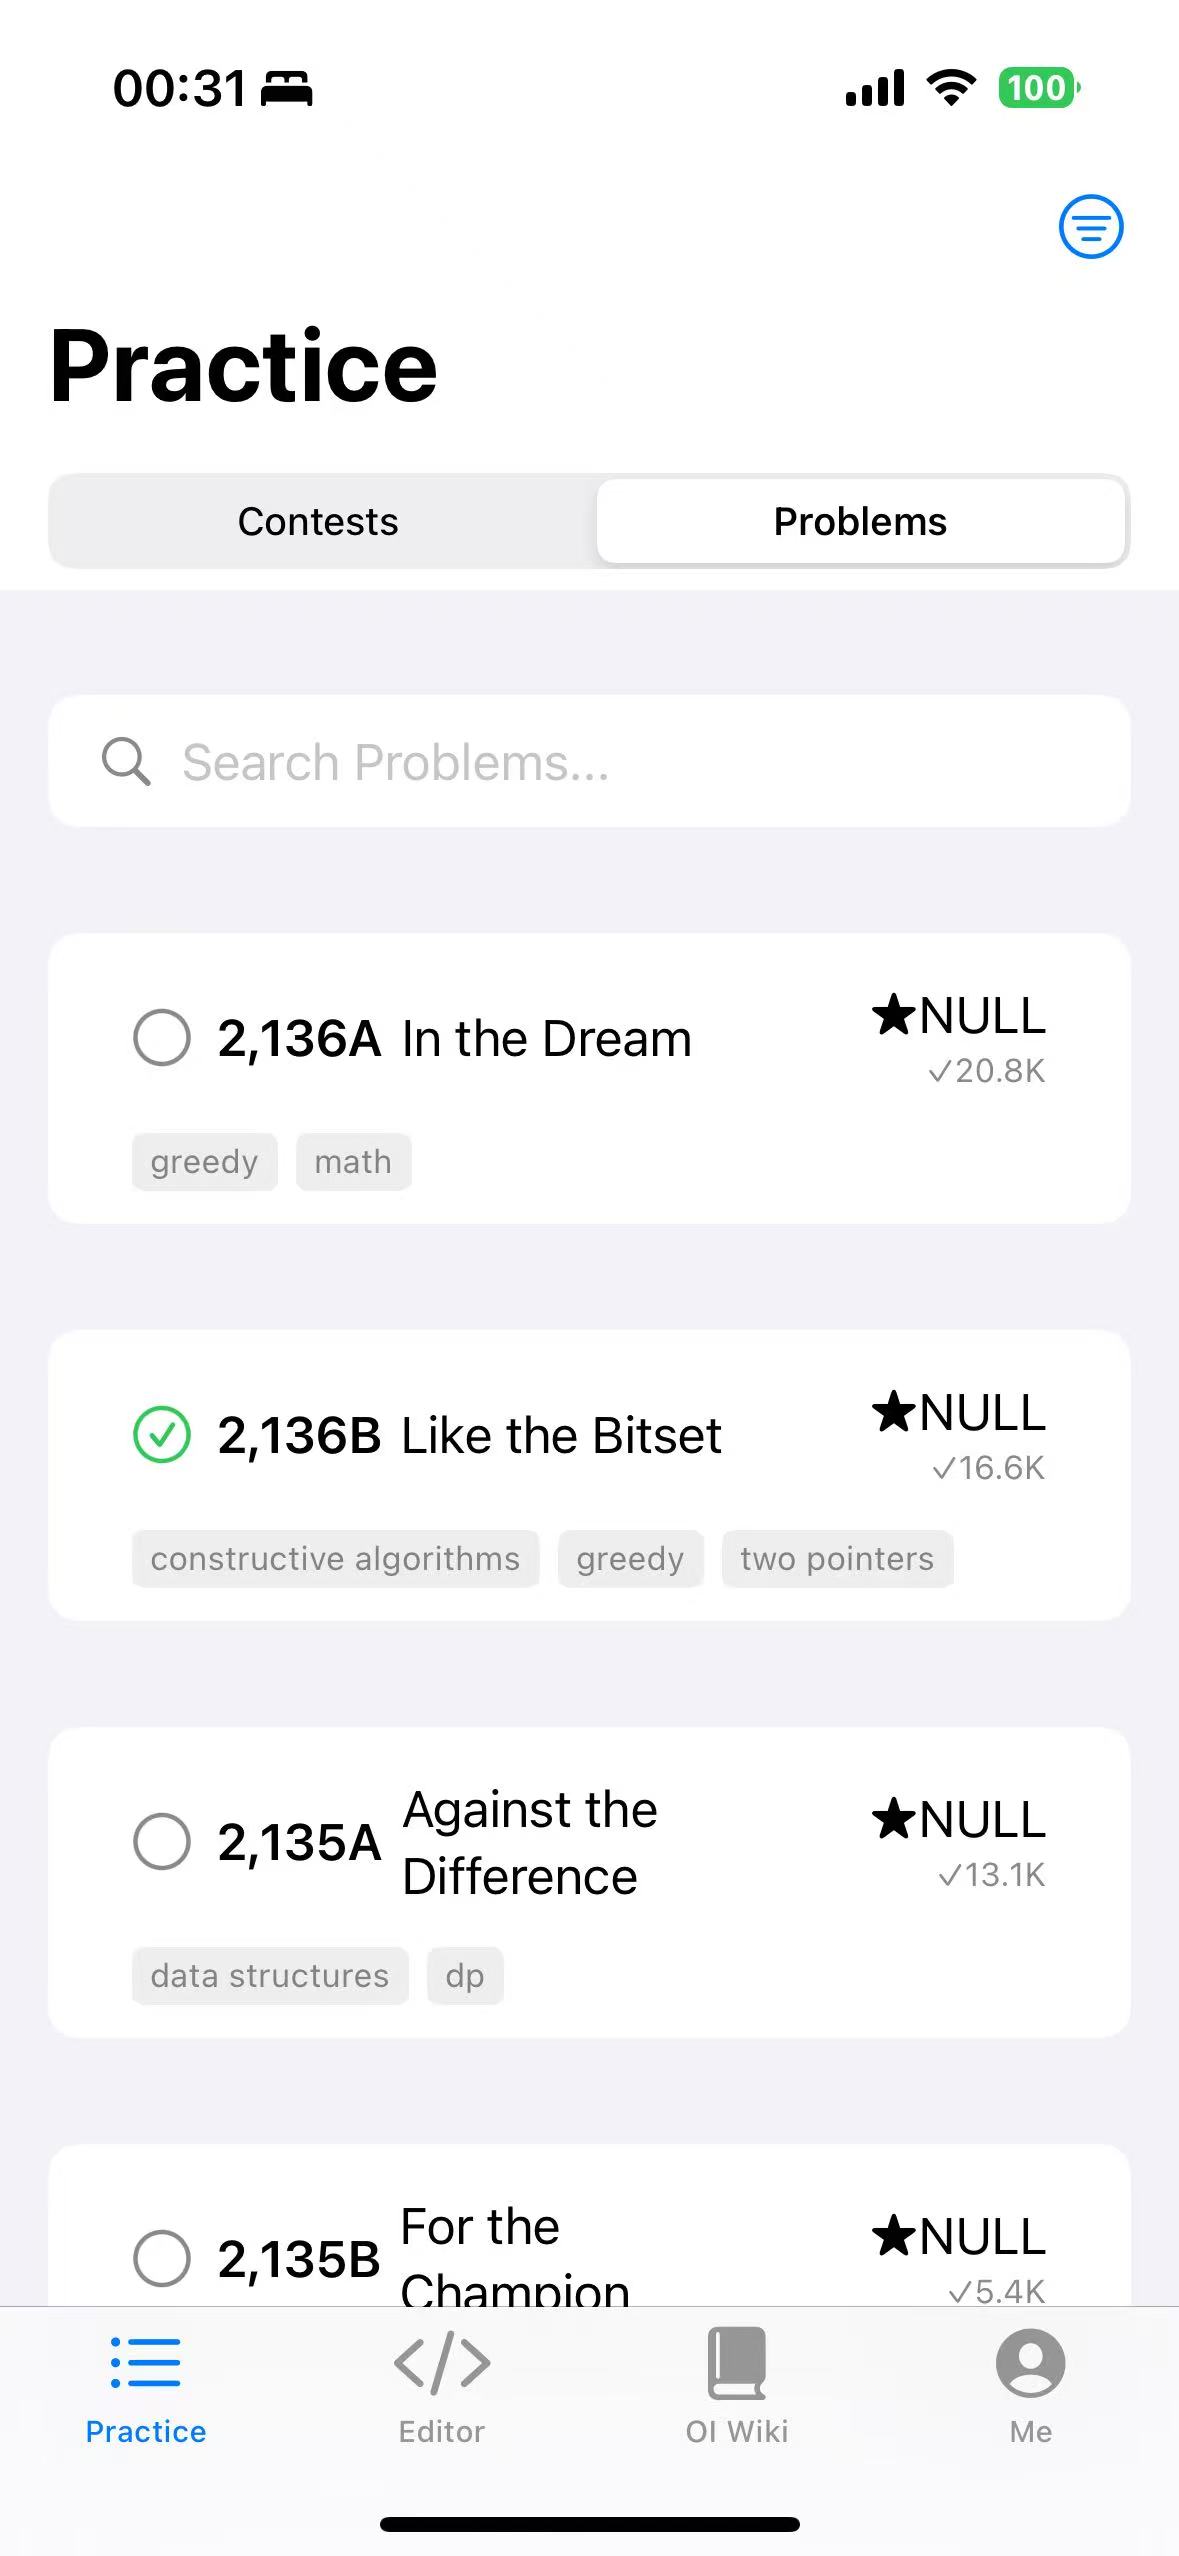 00:31
100
Practice
Contests
Problems
Search Problems...
2,136A In the Dream
★NULL
✓20.8K
greedy
math
2,136B Like the Bitset
★NULL
✓16.6K
constructive algorithms
greedy
two pointers
2,135A
Against the
Difference
★NULL
✓13.1K
data structures
dp
2,135B
For the
Champion
★NULL
✓5.4K
Practice
Editor
OI Wiki
Me